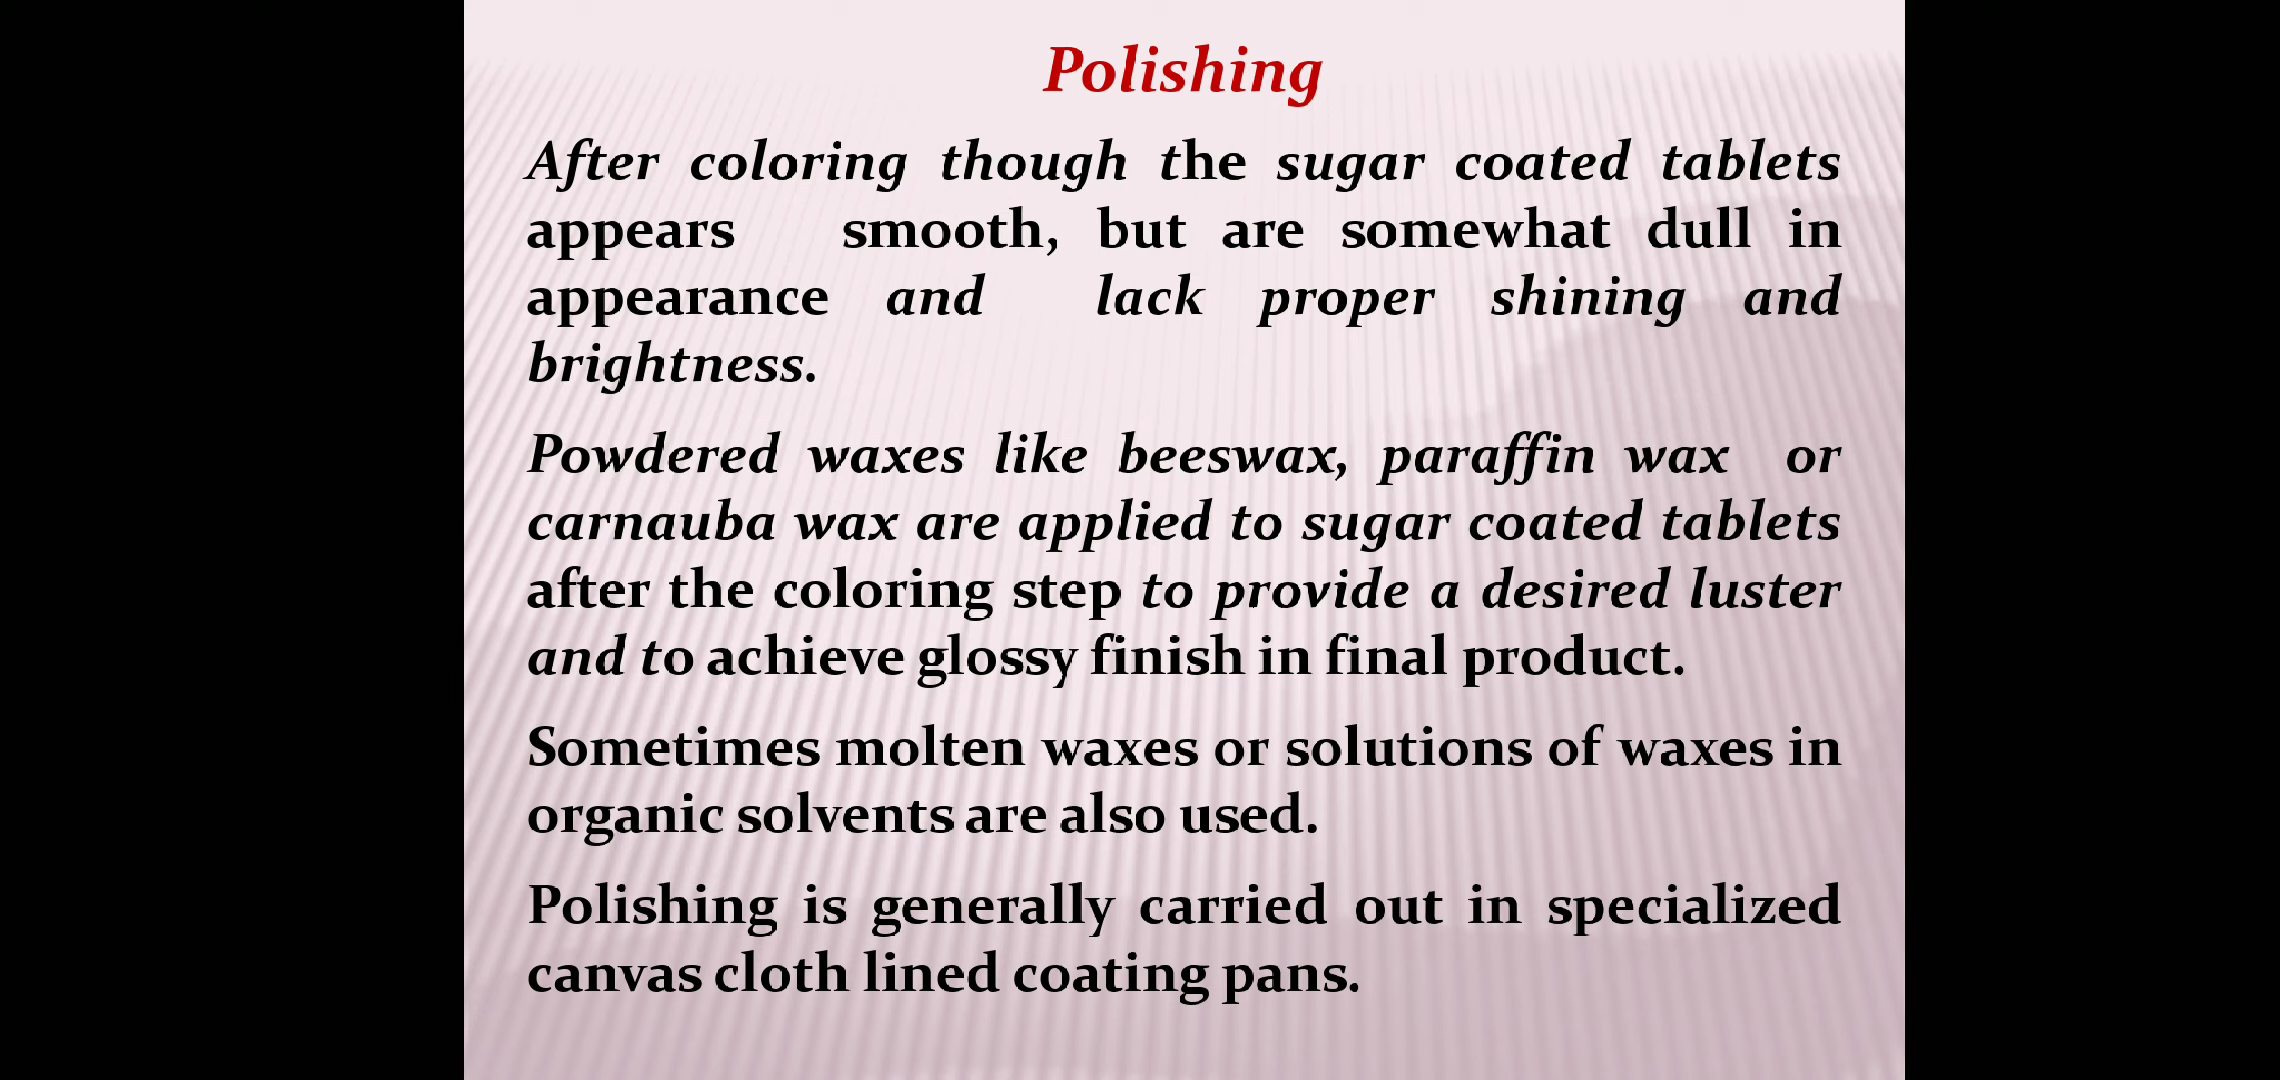 Polishing
After coloring though the sugar coated tablets
appears smooth, but are somewhat dull in
appearance and lack proper shining and
brightness.
Powdered waxes like beeswax, paraffin wax or
carnauba wax are applied to sugar coated tablets
after the coloring step to provide a desired luster
and to achieve glossy finish in final product.
Sometimes molten waxes or solutions of waxes in
organic solvents are also used.
Polishing is generally carried out in specialized
canvas cloth lined coating pans.